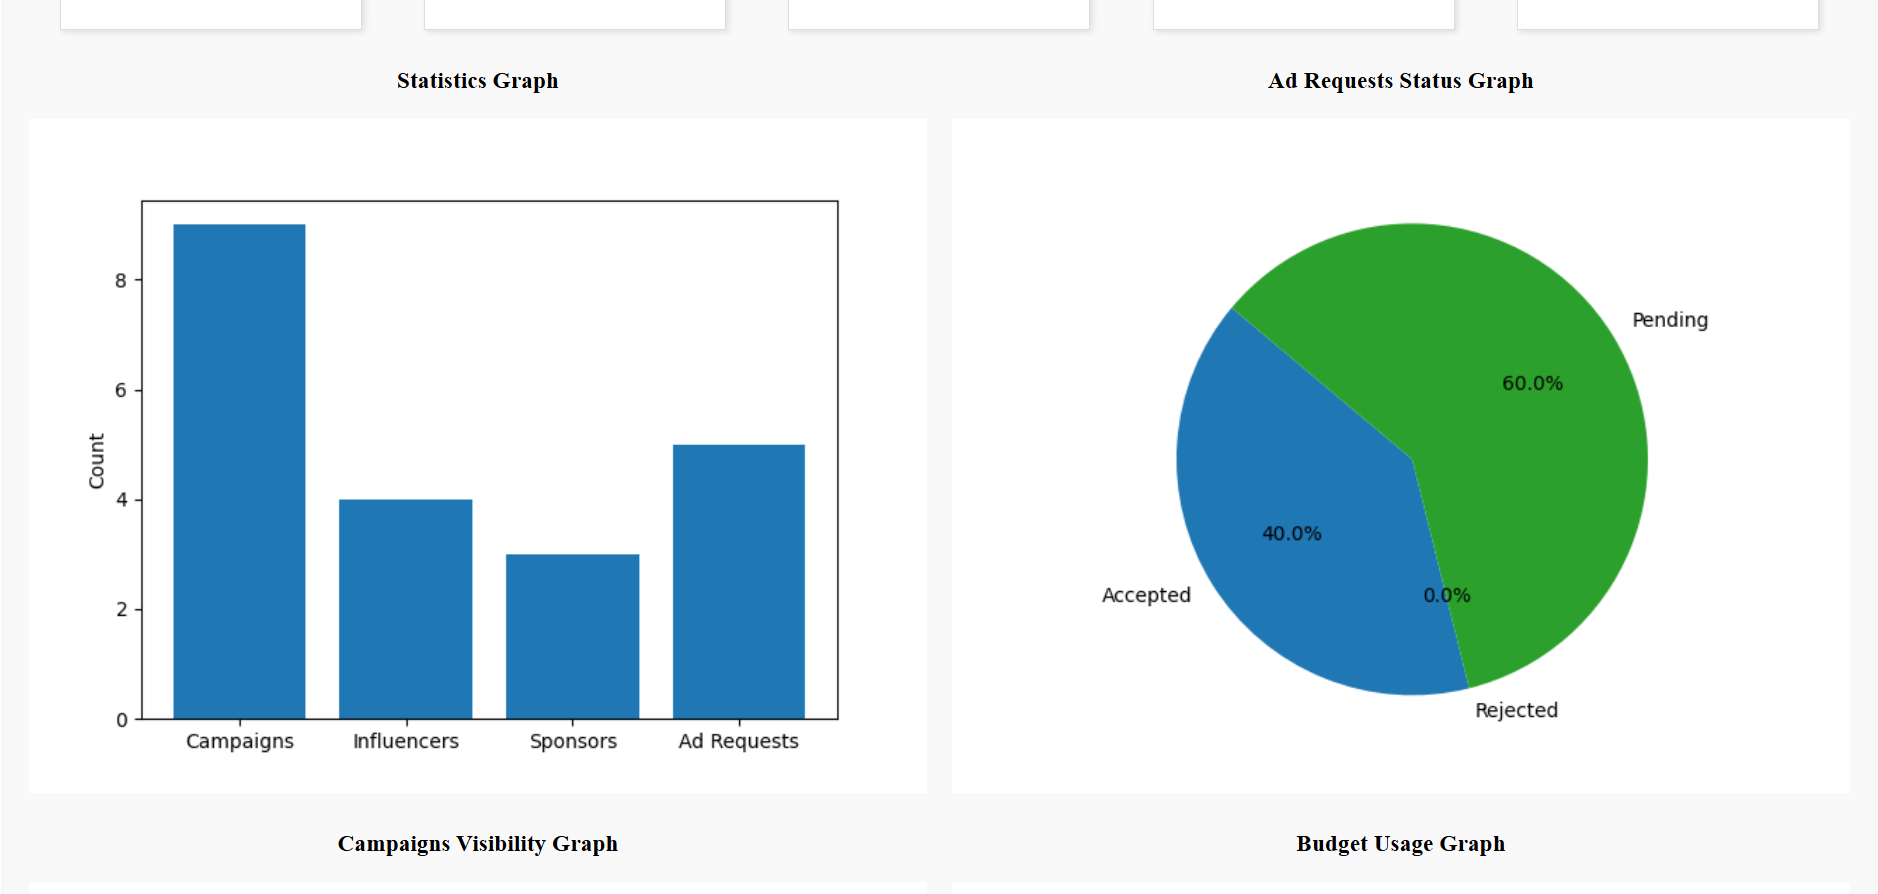 Statistics Graph
Ad Requests Status Graph
8
6
4
2
0
Count
Campaigns Influencers Sponsors Ad Requests
Pending
60.0%
40.0%
Accepted
0.0%
Rejected
Campaigns Visibility Graph
Budget Usage Graph